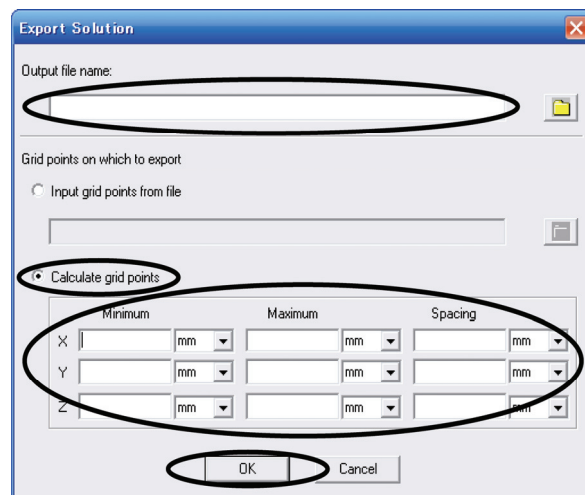 Export Solution
Output file name:
Grid points on which to export
Input grid points from file
Calculate grid points
Minimum Maximum Spacing
X mm mm mm
Y mm mm mm
Z mm mm mm
OK Cancel